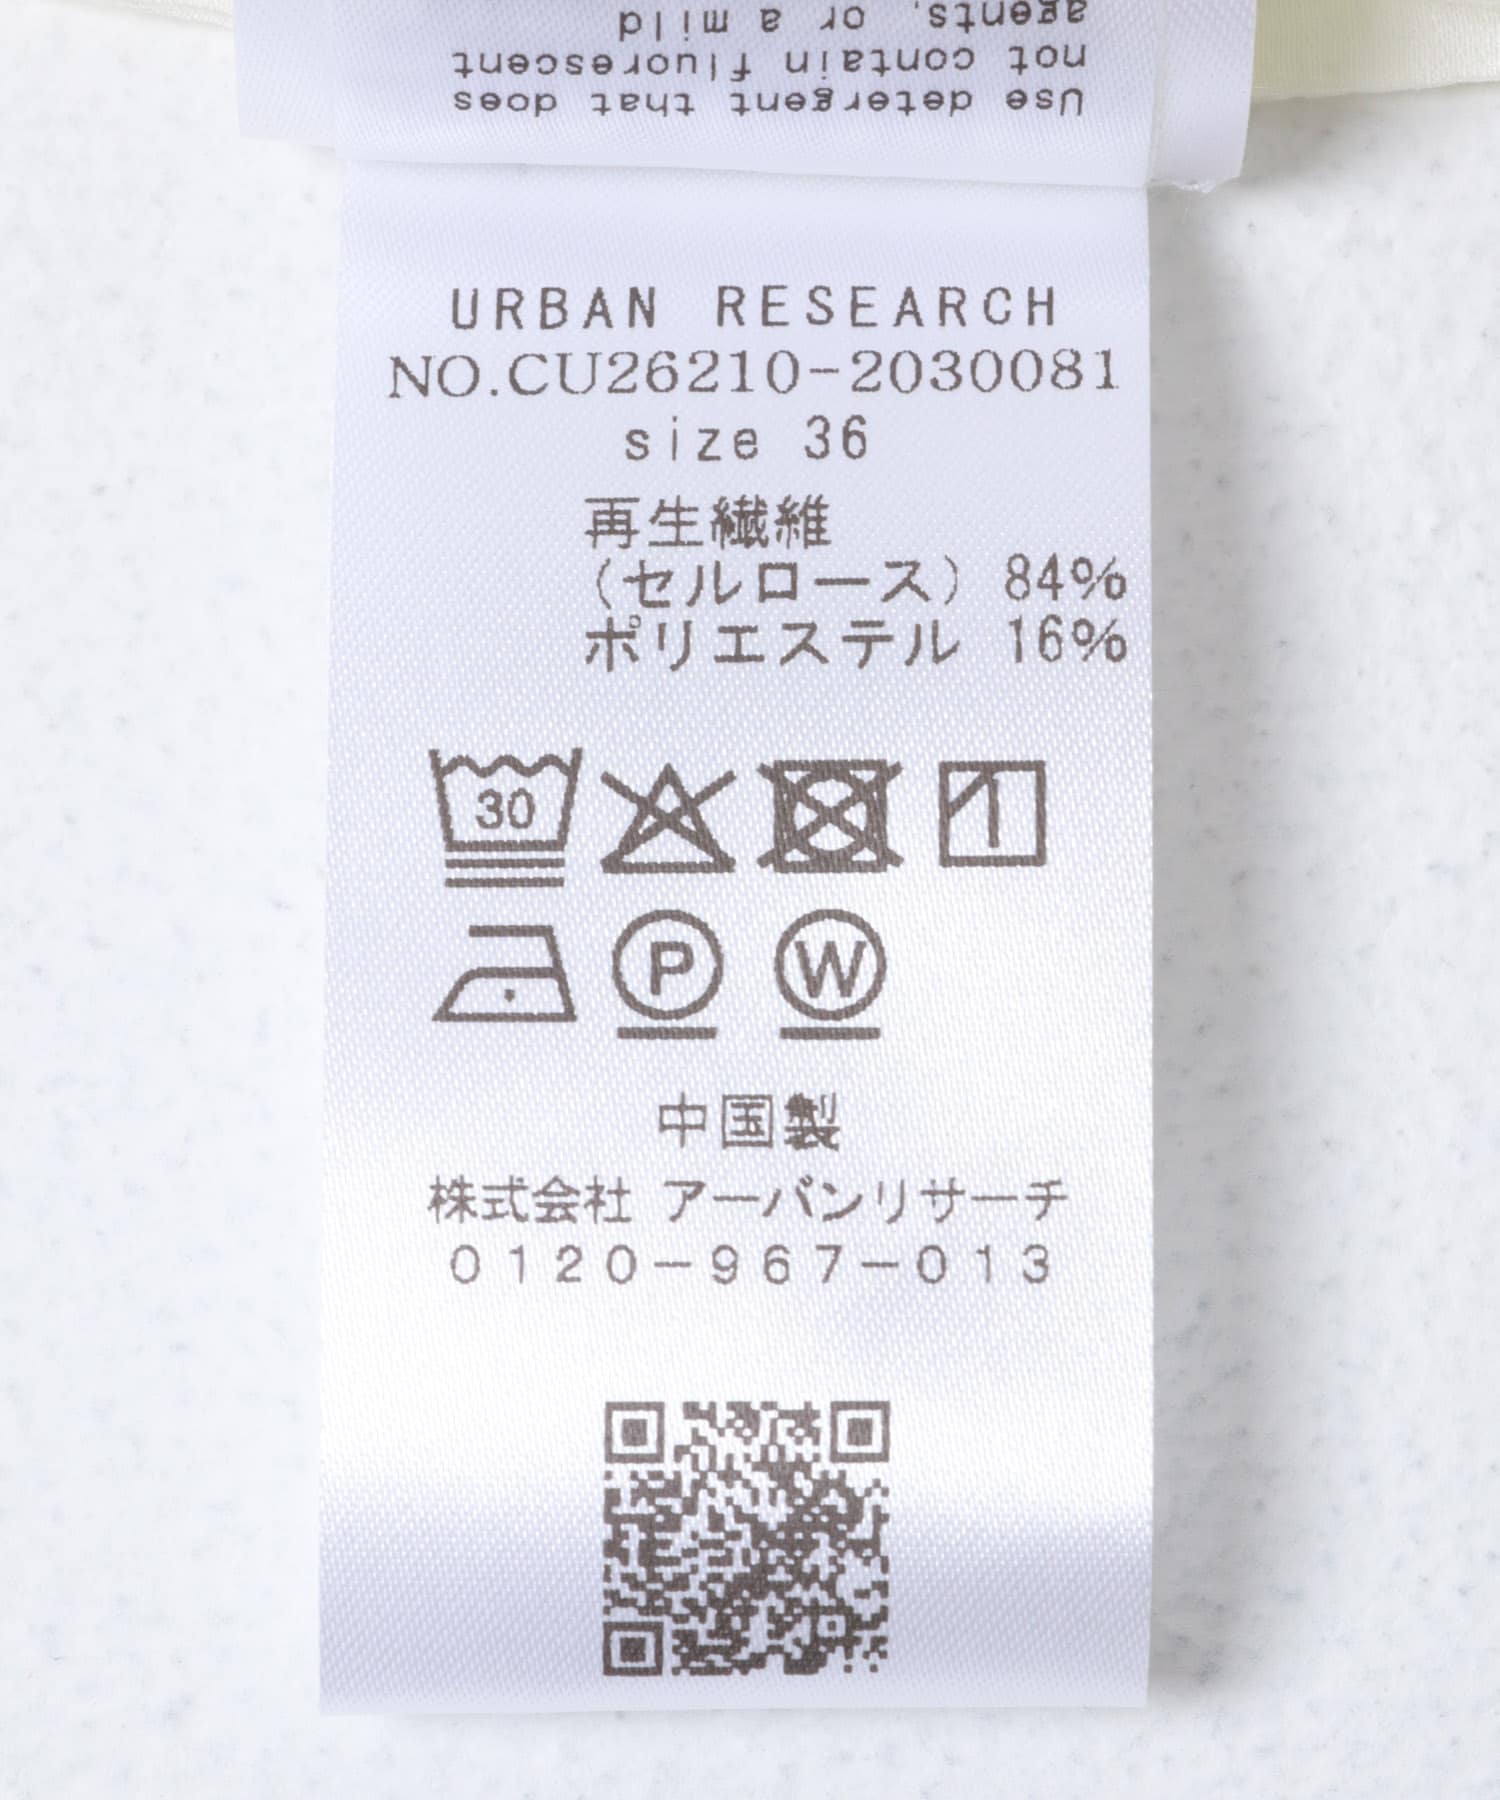 Use detergent that does
not contain fluorescent
agents, or a mild
URBAN RESEARCH
NO.CU26210-2030081
size 36
再生繊維
(セルロース) 84%
ポリエステル 16%
30
P W
中国製
株式会社 アーバンリサーチ
0120-967-013